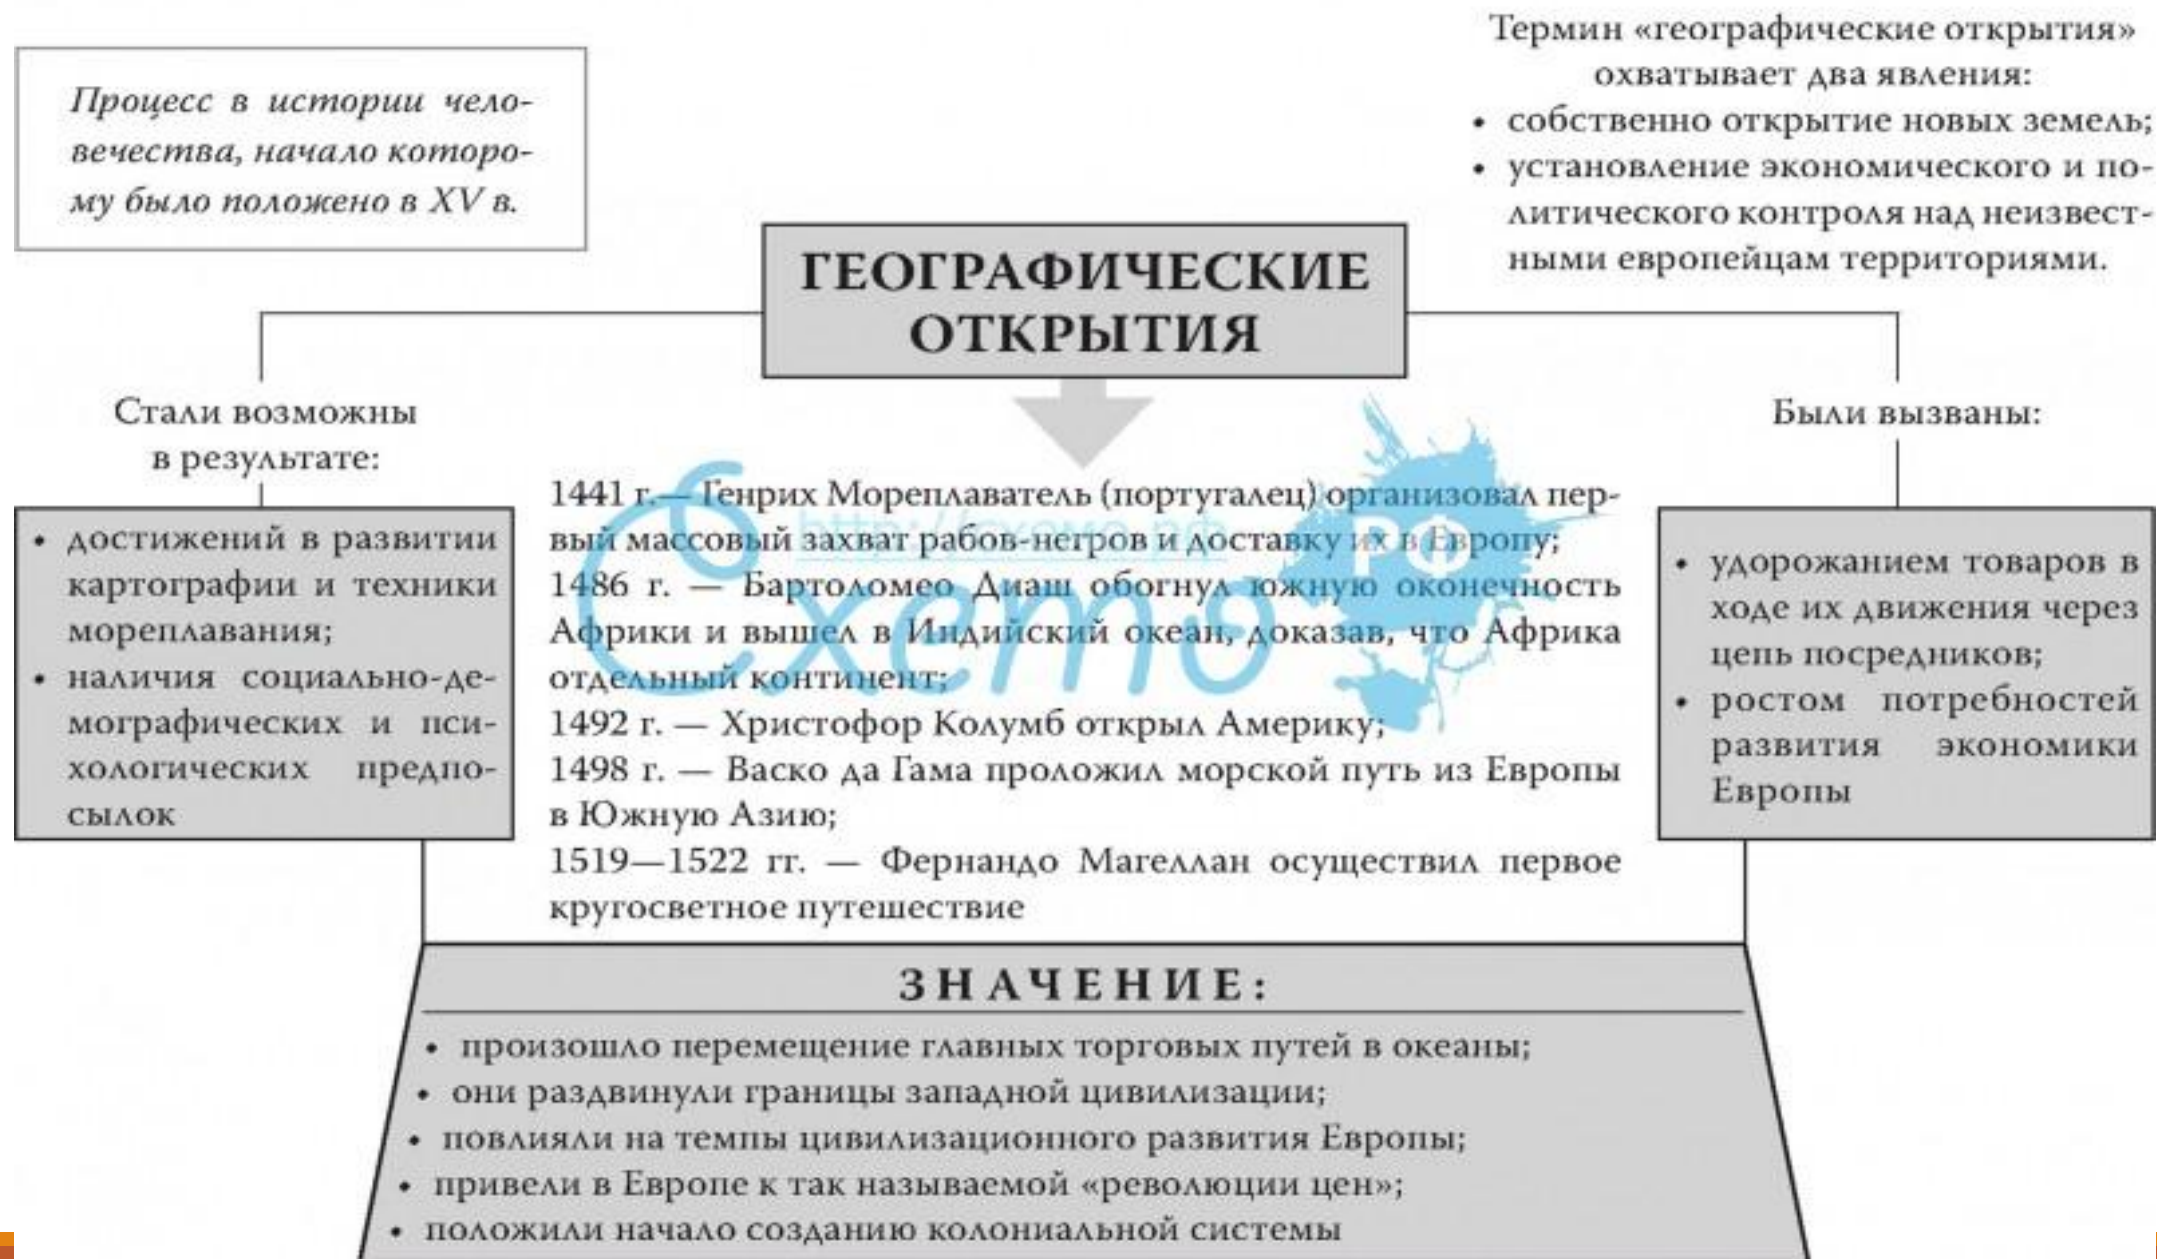 Процесс в истории чело-
вечества, начало которо-
му было положено в XV в.
Термин «географические открытия»
охватывает два явления:
• собственно открытие новых земель;
• установление экономического и по-
литического контроля над неизвест-
ными европейцам территориями.
ГЕОГРАФИЧЕСКИЕ
ОТКРЫТИЯ
Стали возможны
в результате:
• достижений в развитии
картографии и техники
мореплавания;
• наличия социально-де-
мографических и пси-
хологических предпо-
сылок
1441 г.— Генрих Мореплаватель (португалец) организовал пер-
вый массовый захват рабов-негров и доставку их в Европу;
1486 г. — Бартоломео Диаш обогнул южную оконечность
Африки и вышел в Индийский океан, доказав, что Африка
отдельный континент;
1492 г. — Христофор Колумб открыл Америку;
1498 г. — Васко да Гама проложил морской путь из Европы
в Южную Азию;
1519—1522 гг. — Фернандо Магеллан осуществил первое
кругосветное путешествие
Схемо РФ
http://схемо.рф
Были вызваны:
• удорожанием товаров в
ходе их движения через
цепь посредников;
• ростом потребностей
развития экономики
Европы
ЗНАЧЕНИЕ:
• произошло перемещение главных торговых путей в океаны;
• они раздвинули границы западной цивилизации;
• повлияли на темпы цивилизационного развития Европы;
• привели в Европе к так называемой «революции цен»;
• положили начало созданию колониальной системы